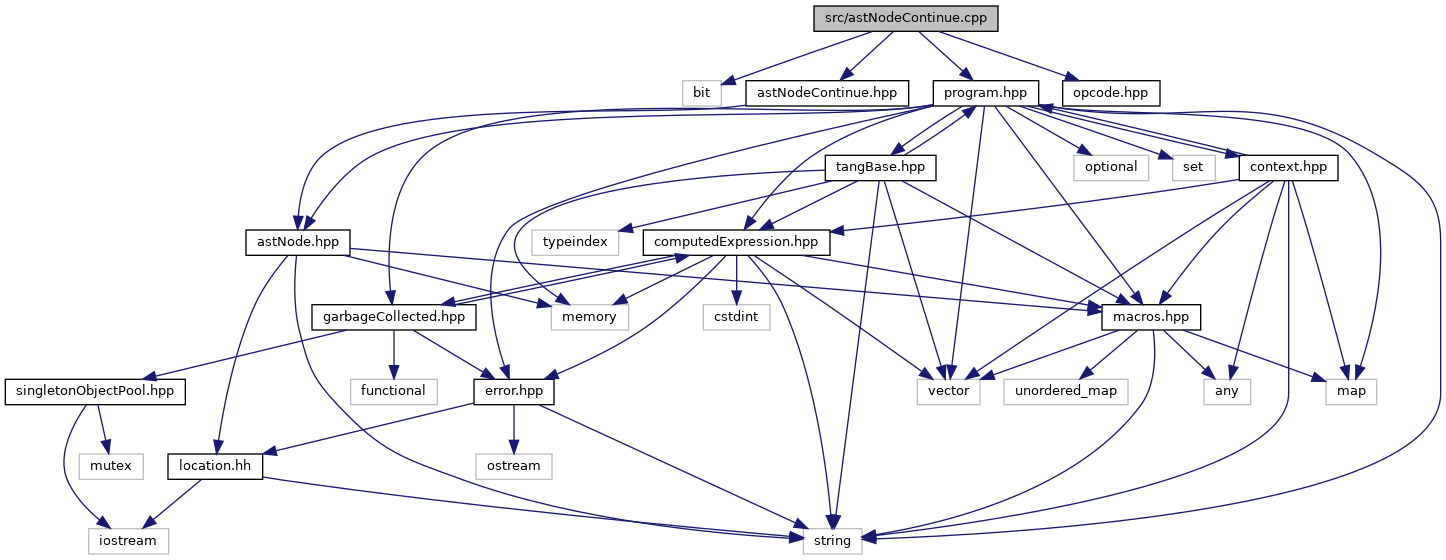 src/astNodeContinue.cpp
bit
astNodeContinue.hpp
program.hpp
opcode.hpp
tangBase.hpp
optional
set
context.hpp
astNode.hpp
typeindex
computedExpression.hpp
garbageCollected.hpp
memory
cstdint
macros.hpp
singletonObjectPool.hpp
functional
error.hpp
vector
unordered_map
any
map
mutex
location.hh
ostream
iostream
string